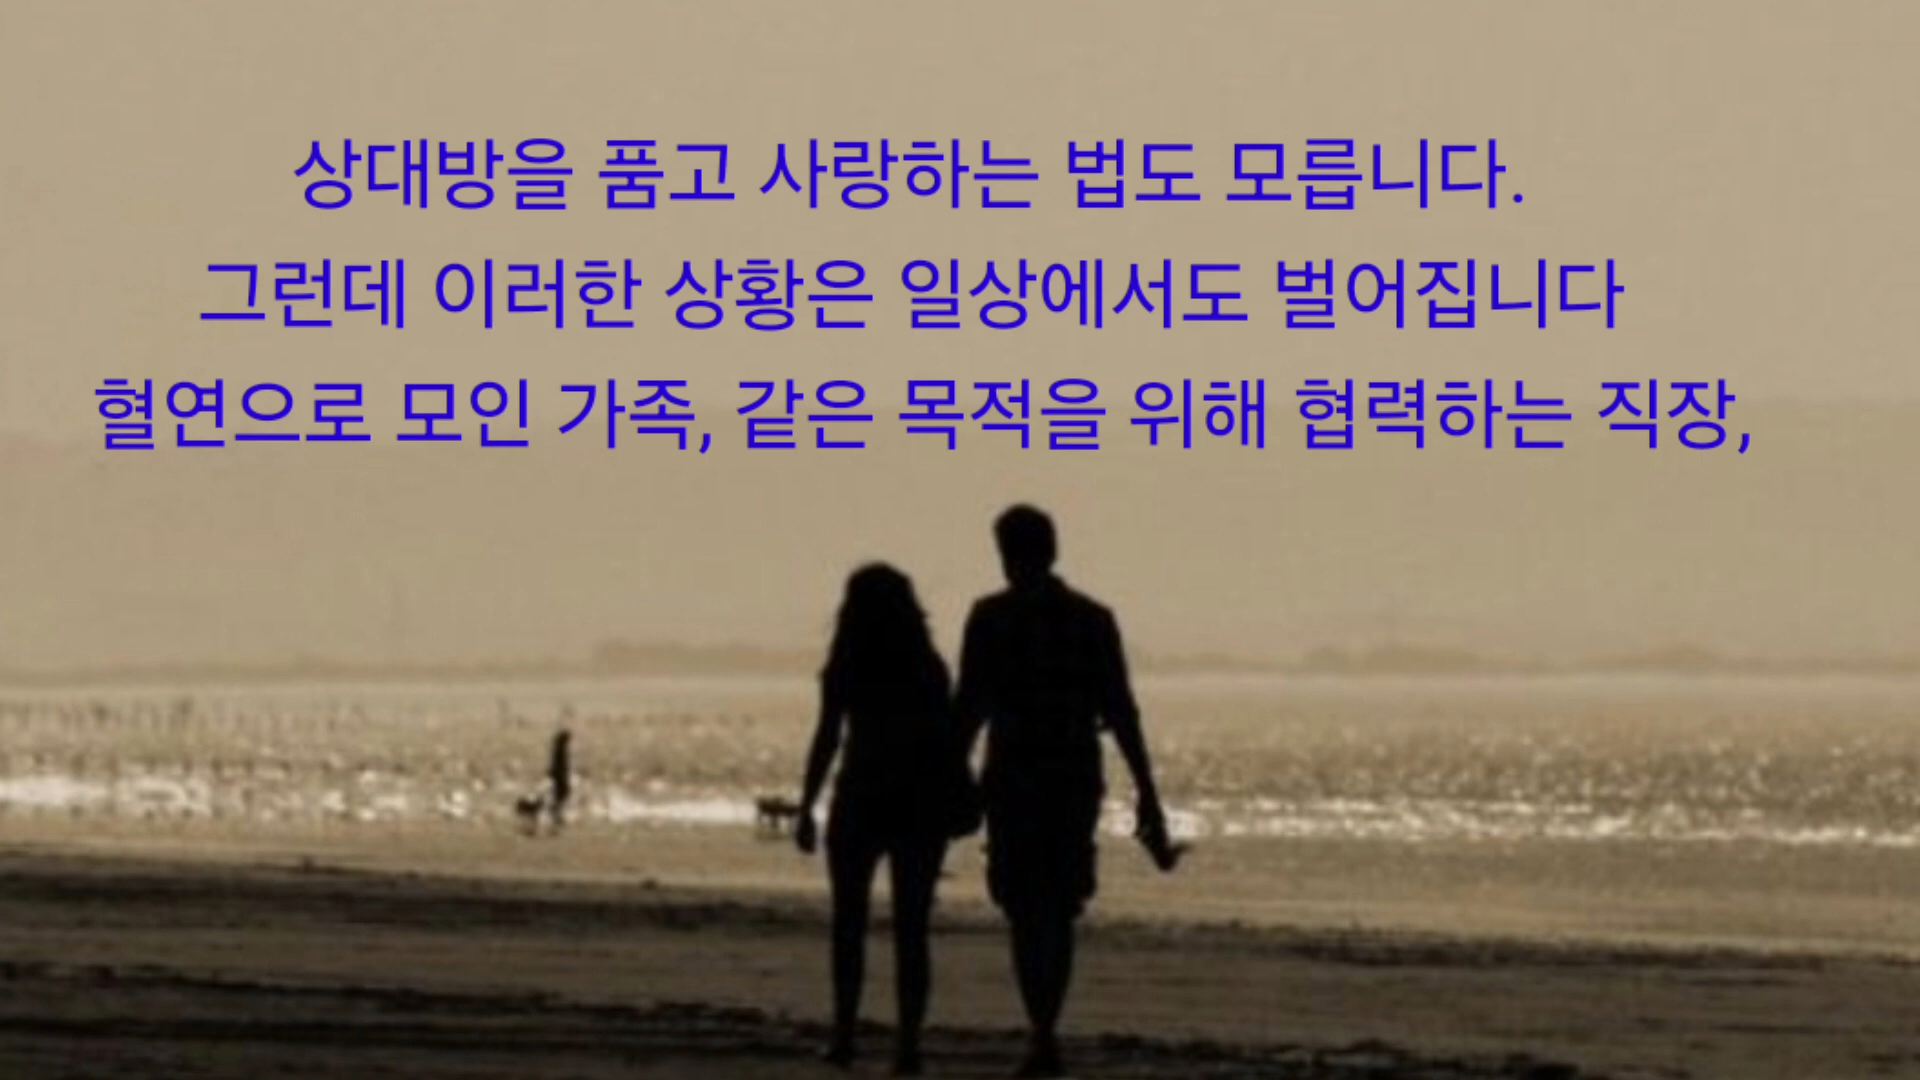 상대방을 품고 사랑하는 법도 모릅니다.
그런데 이러한 상황은 일상에서도 벌어집니다
혈연으로 모인 가족, 같은 목적을 위해 협력하는 직장,